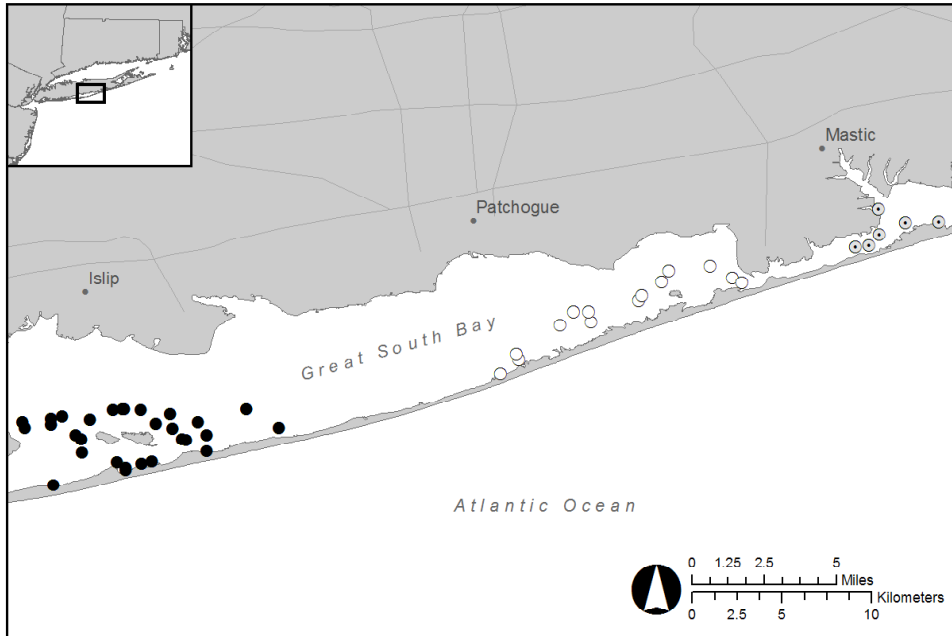 Mastic
Patchogue
Islip
Great South Bay
Atlantic Ocean
0 1.25 2.5 5
Miles
Kilometers
0 2.5 5 10